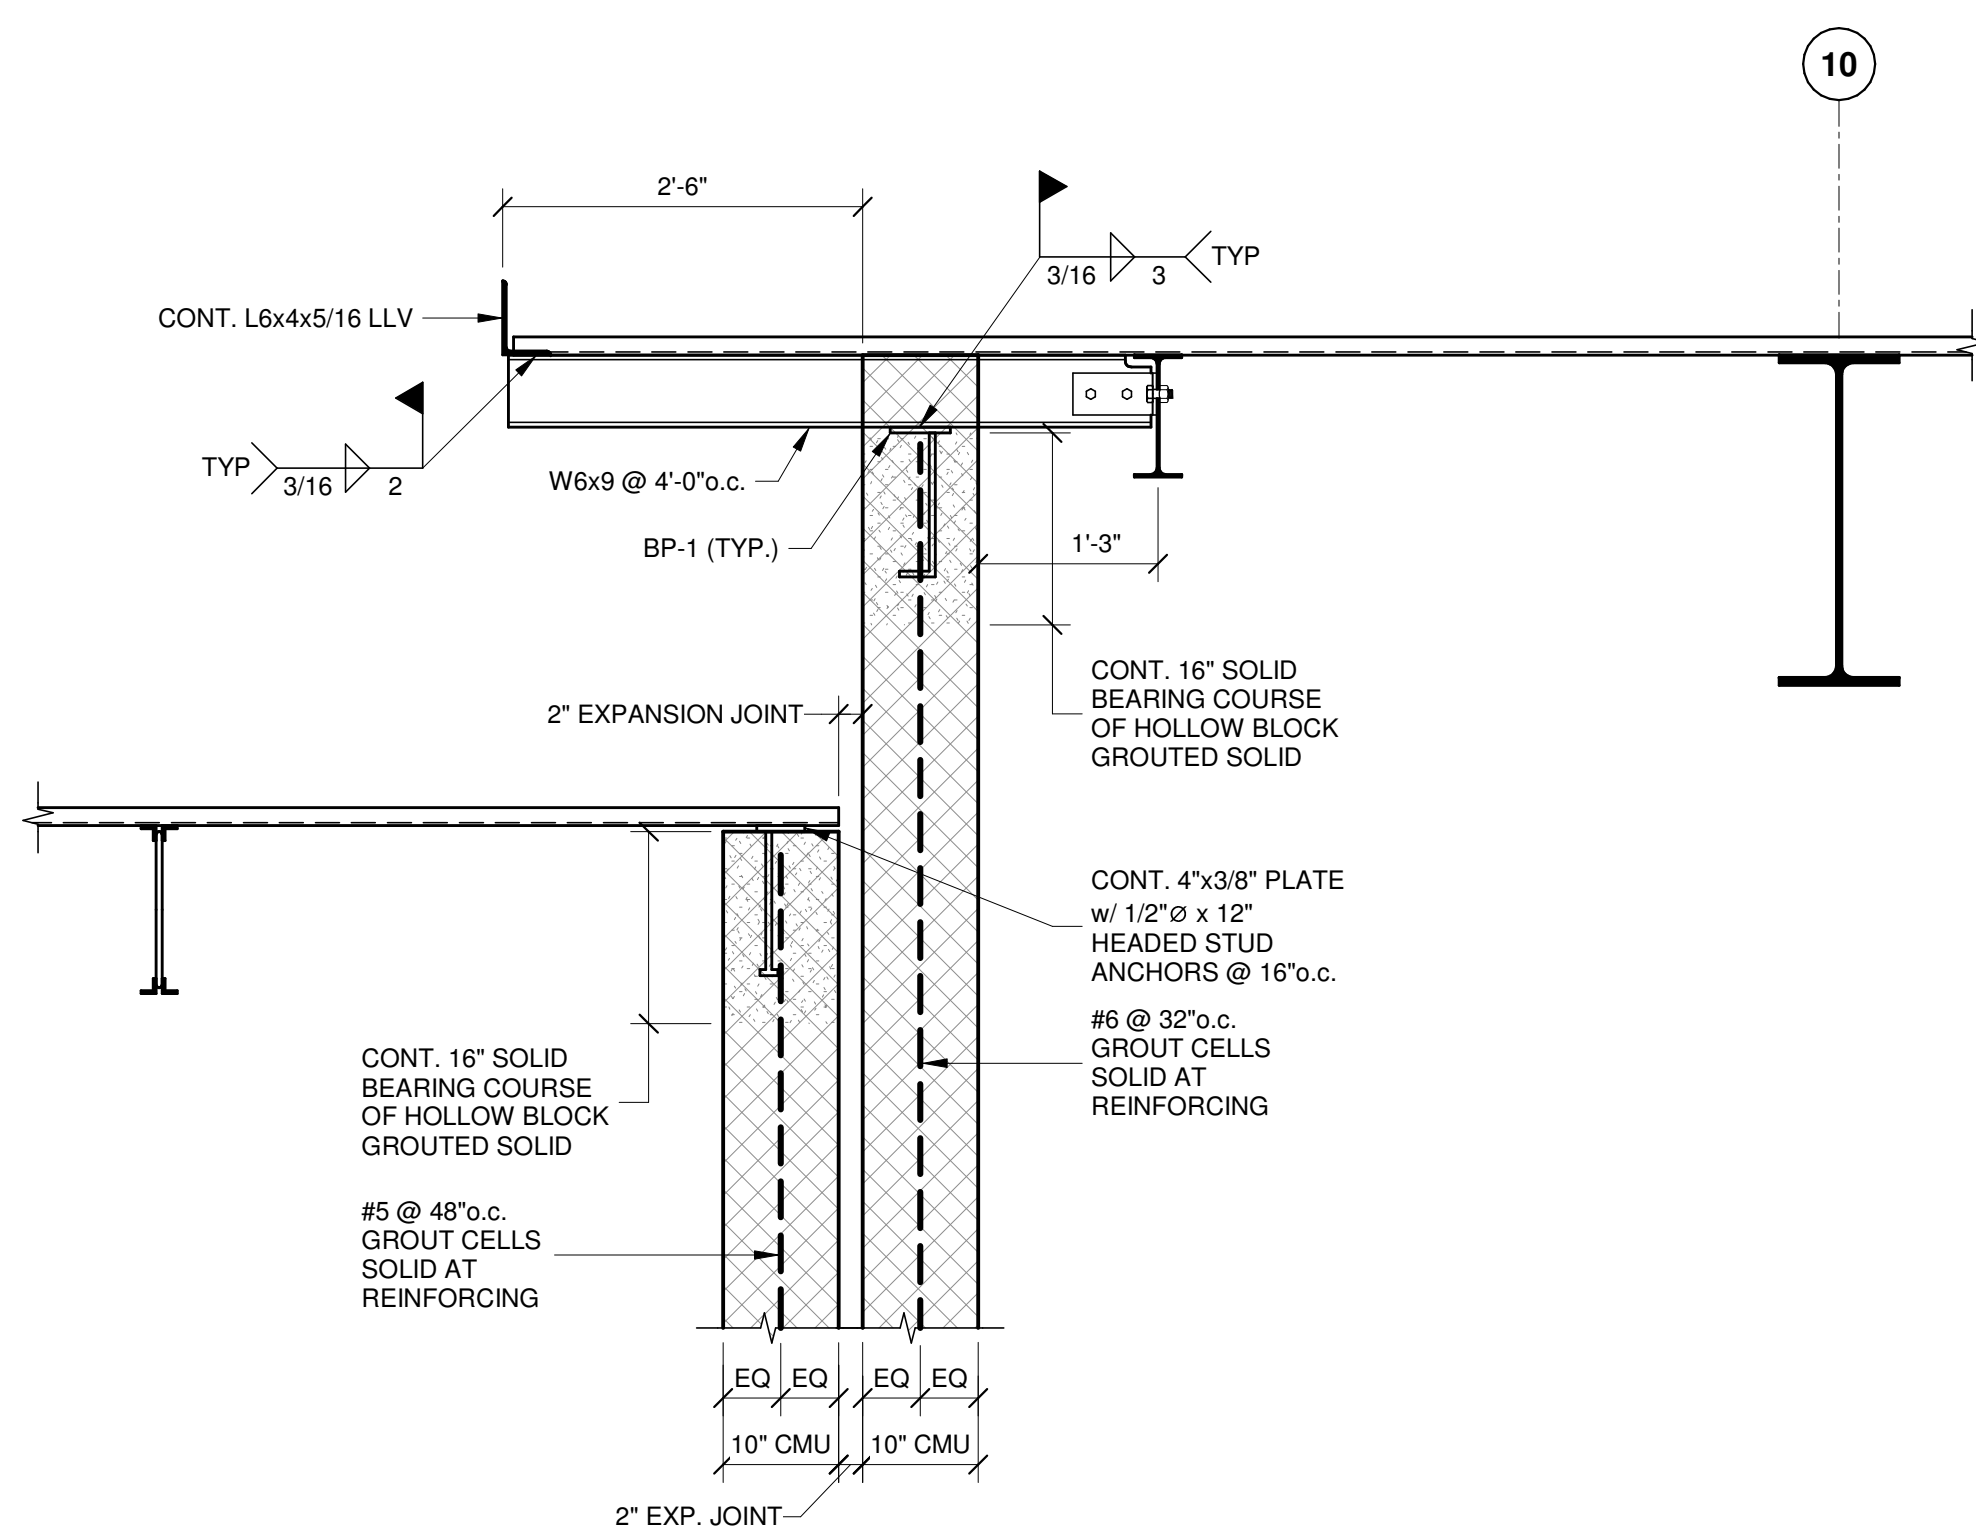 10
2'-6"
3/16
3
TYP
CONT. L6x4x5/16 LLV
TYP
3/16
2
W6x9 @ 4'-0"o.c.
BP-1 (TYP.)
1'-3"
CONT. 16" SOLID
BEARING COURSE
OF HOLLOW BLOCK
GROUTED SOLID
2" EXPANSION JOINT
CONT. 4"x3/8" PLATE
w/ 1/2"Ø x 12"
HEADED STUD
ANCHORS @ 16"o.c.
#6 @ 32"o.c.
GROUT CELLS
SOLID AT
REINFORCING
CONT. 16" SOLID
BEARING COURSE
OF HOLLOW BLOCK
GROUTED SOLID
#5 @ 48"o.c.
GROUT CELLS
SOLID AT
REINFORCING
EQ EQ EQ EQ
10" CMU 10" CMU
2" EXP. JOINT